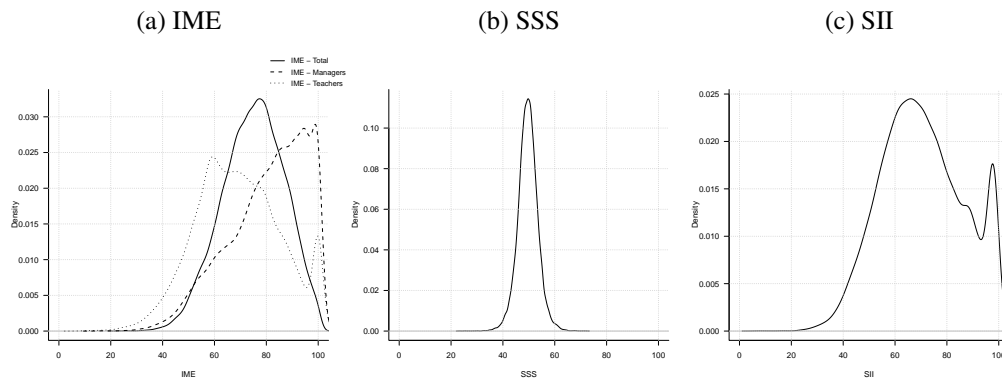 (a) IME
(b) SSS
(c) SII
IME − Total
IME − Managers
IME − Teachers
0.030
0.025
0.020
0.015
0.010
0.005
0.000
Density
0 20 40 60 80 100
IME
0.10
0.08
0.06
0.04
0.02
0.00
Density
0 20 40 60 80 100
SSS
0.025
0.020
0.015
0.010
0.005
0.000
Density
0 20 40 60 80 100
SII